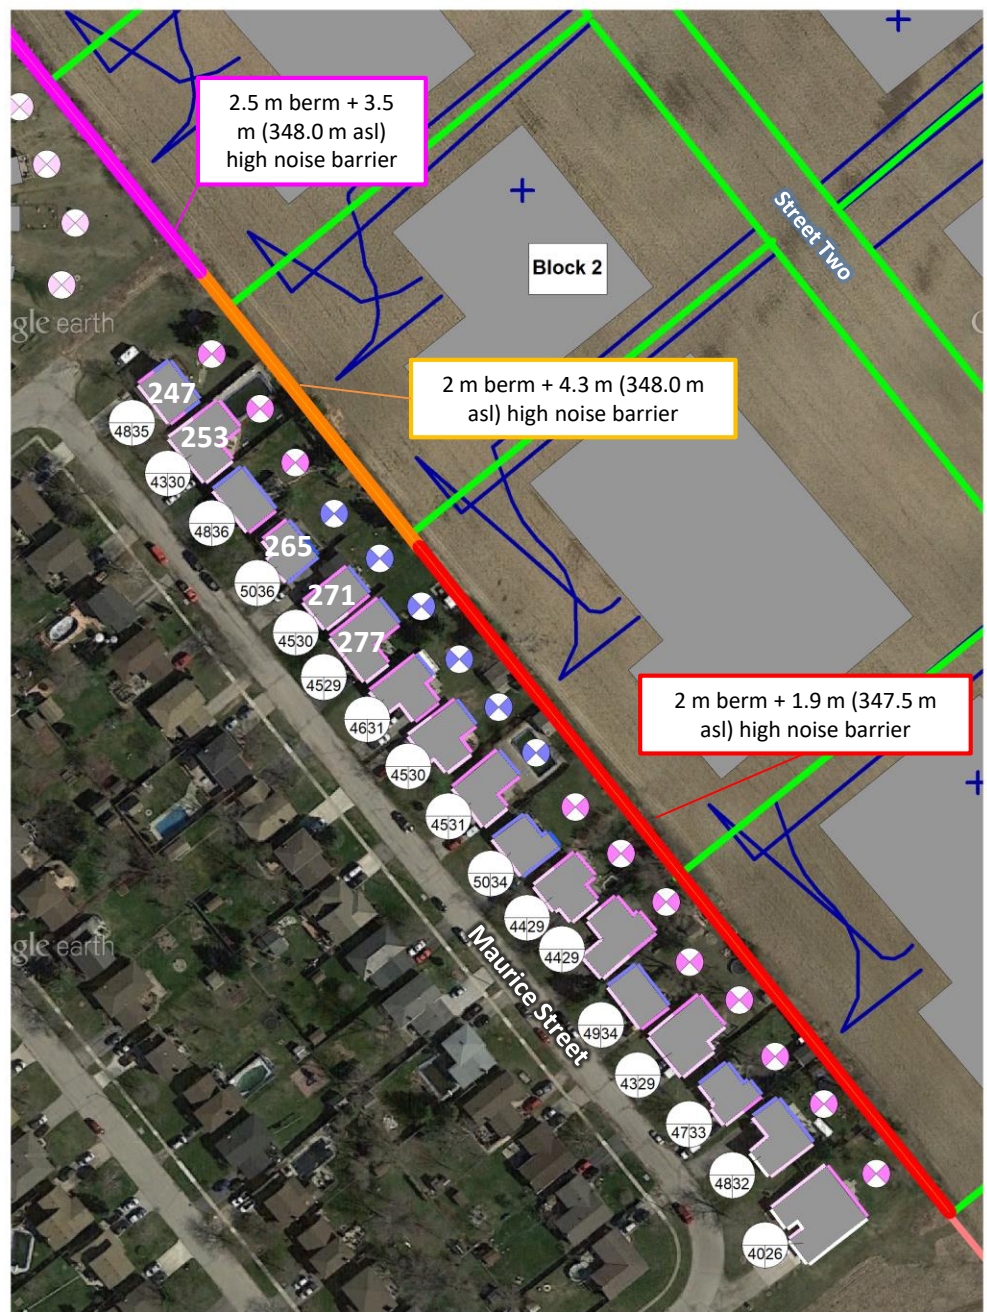 2.5 m berm + 3.5
m (348.0 m asl)
high noise barrier
Street Two
Block 2
gle earth
2 m berm + 4.3 m (348.0 m
asl) high noise barrier
247
4835
253
4330
4836
265
5036
271
4530
277
4529
4631
2 m berm + 1.9 m (347.5 m
asl) high noise barrier
4530
4531
5034
4429
4429
gle earth
Maurice Street
4934
4329
4733
4832
4026